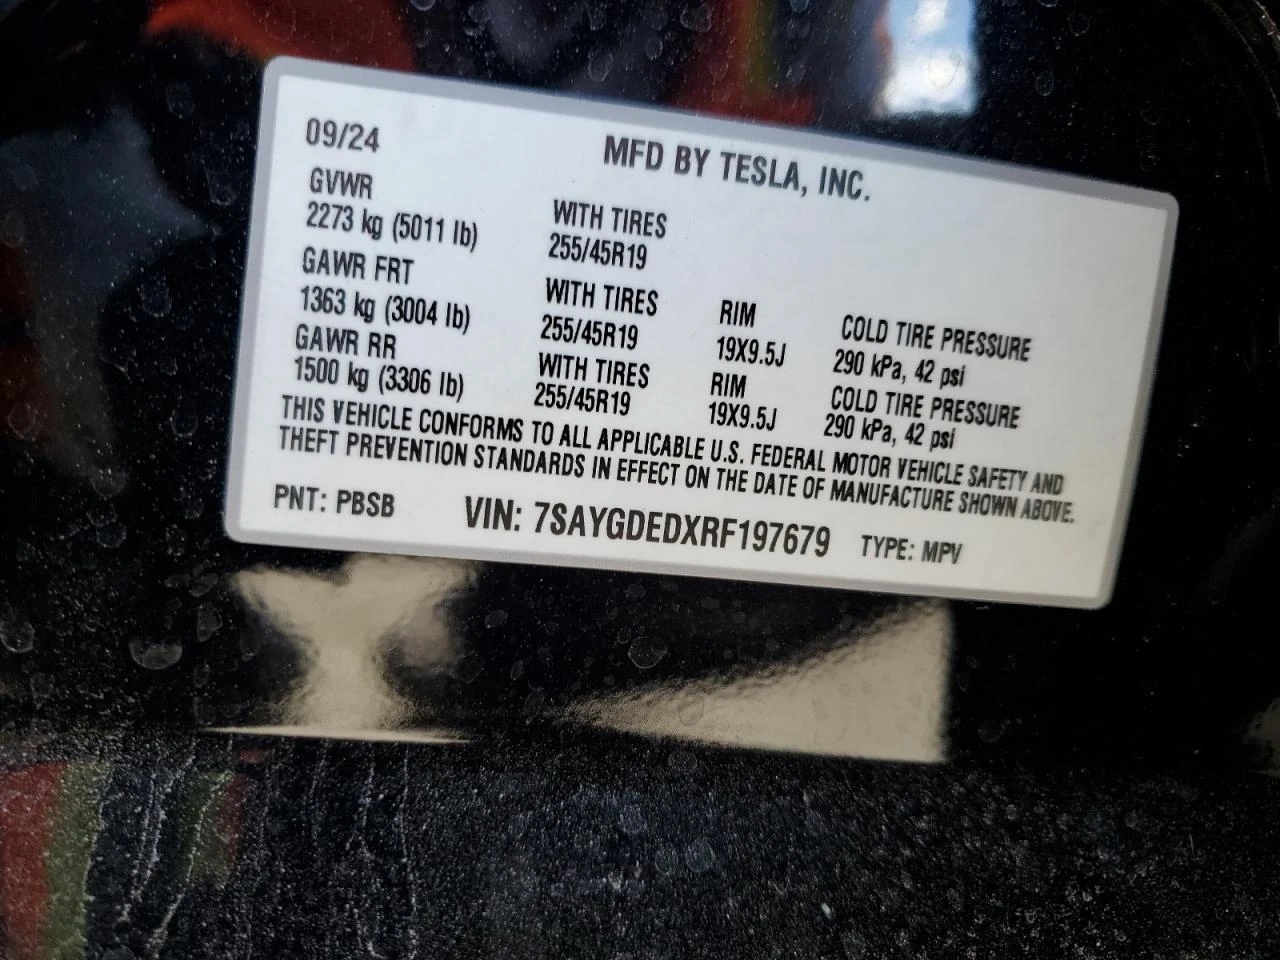 09/24 MFD BY TESLA, INC.
GVWR
2273 kg (5011 lb) WITH TIRES
255/45R19
GAWR FRT
1363 kg (3004 lb) WITH TIRES RIM COLD TIRE PRESSURE
255/45R19 19X9.5J 290 kPa, 42 psi
GAWR RR
1500 kg (3306 lb) WITH TIRES RIM COLD TIRE PRESSURE
255/45R19 19X9.5J 290 kPa, 42 psi
THIS VEHICLE CONFORMS TO ALL APPLICABLE U.S. FEDERAL MOTOR VEHICLE SAFETY AND
THEFT PREVENTION STANDARDS IN EFFECT ON THE DATE OF MANUFACTURE SHOWN ABOVE.
PNT: PBSB VIN: 7SAYGDEDXRF197679 TYPE: MPV